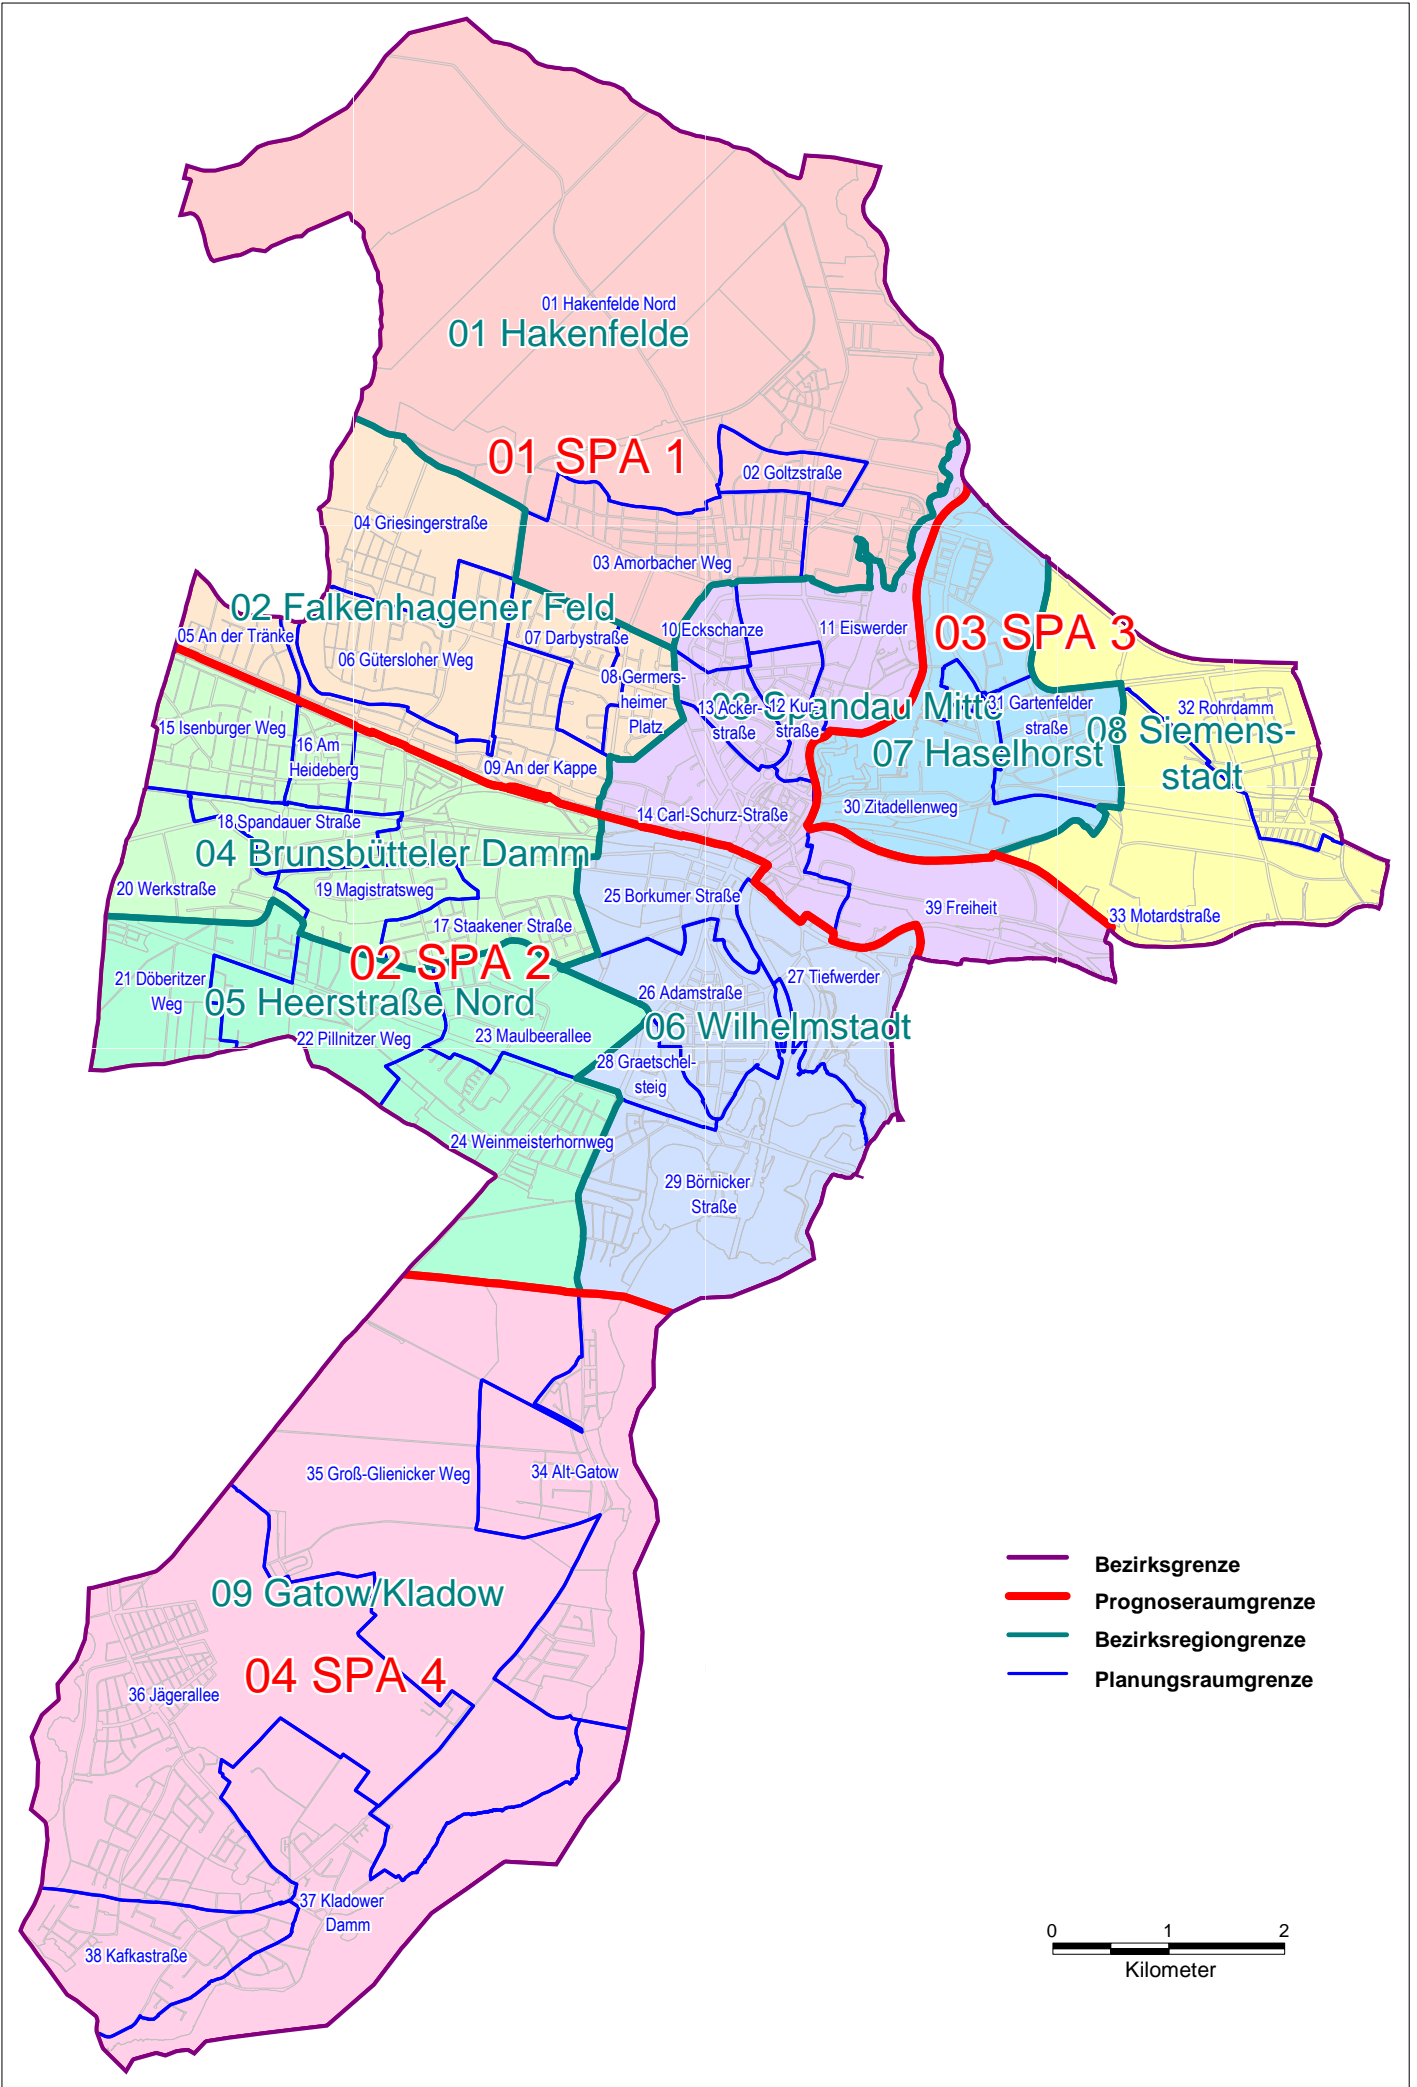 01 Hakenfelde Nord
01 Hakenfelde
01 SPA 1
02 Goltzstraße
04 Griesingerstraße
03 Amorbacher Weg
02 Falkenhagener Feld
05 An der Tränke
06 Gütersloher Weg
07 Darbystraße
08 Germers-
heimer
Platz
09 An der Kappe
10 Eckschanze
11 Eiswerder
03 Spandau Mitte
13 Acker-
straße
12 Kur-
straße
14 Carl-Schurz-Straße
39 Freiheit
03 SPA 3
31 Gartenfelder
straße
07 Haselhorst
30 Zitadellenweg
32 Rohrdamm
08 Siemens-
stadt
33 Motardstraße
15 Isenburger Weg
16 Am
Heideberg
18 Spandauer Straße
04 Brunsbütteler Damm
20 Werkstraße
19 Magistratsweg
17 Staakener Straße
02 SPA 2
21 Döberitzer
Weg
05 Heerstraße Nord
22 Pillnitzer Weg
23 Maulbeerallee
24 Weinmeisterhornweg
25 Borkumer Straße
26 Adamstraße
27 Tiefwerder
06 Wilhelmstadt
28 Graetschel-
steig
29 Börnicker
Straße
35 Groß-Glienicker Weg
34 Alt-Gatow
09 Gatow/Kladow
04 SPA 4
36 Jägerallee
37 Kladower
Damm
38 Kafkastraße
Bezirksgrenze
Prognoseraumgrenze
Bezirksregiongrenze
Planungsraumgrenze
0 1 2
Kilometer